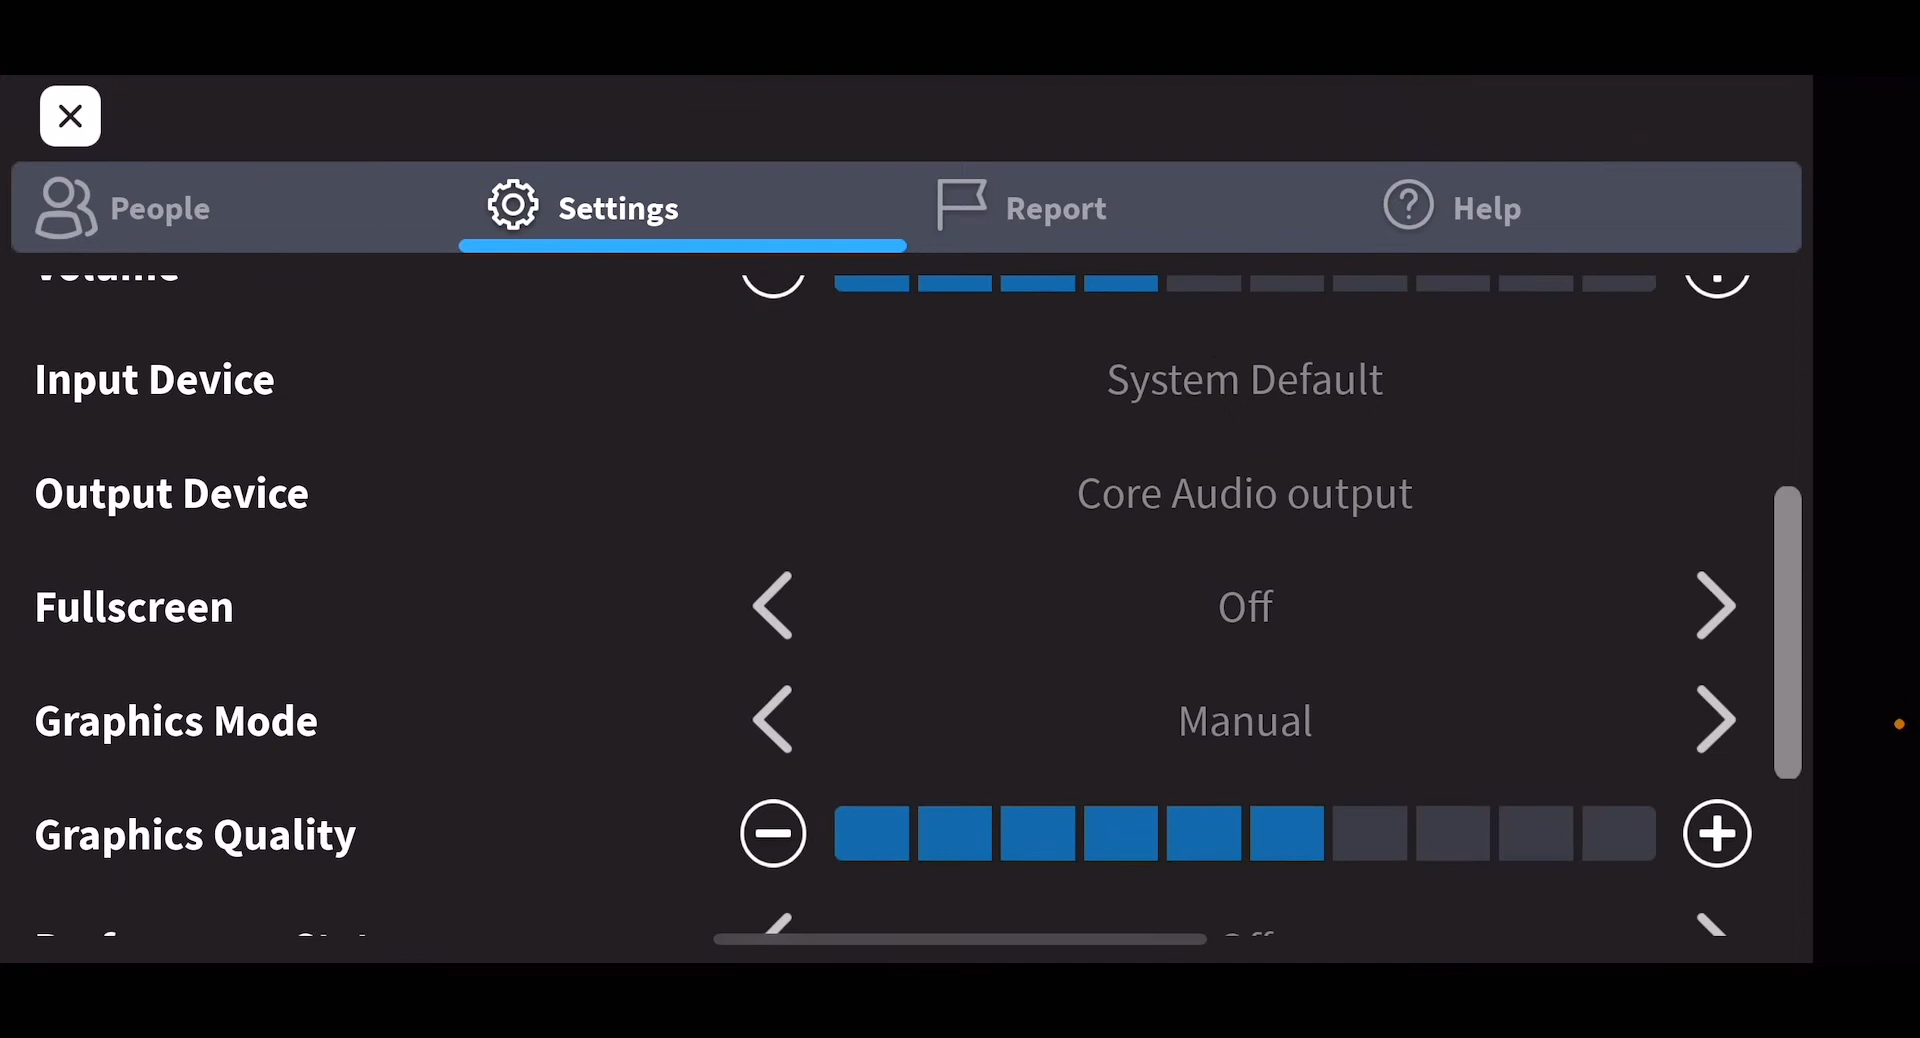 People
Settings
Report
Help
Volume
Input Device
System Default
Output Device
Core Audio output
Fullscreen
Off
Graphics Mode
Manual
Graphics Quality